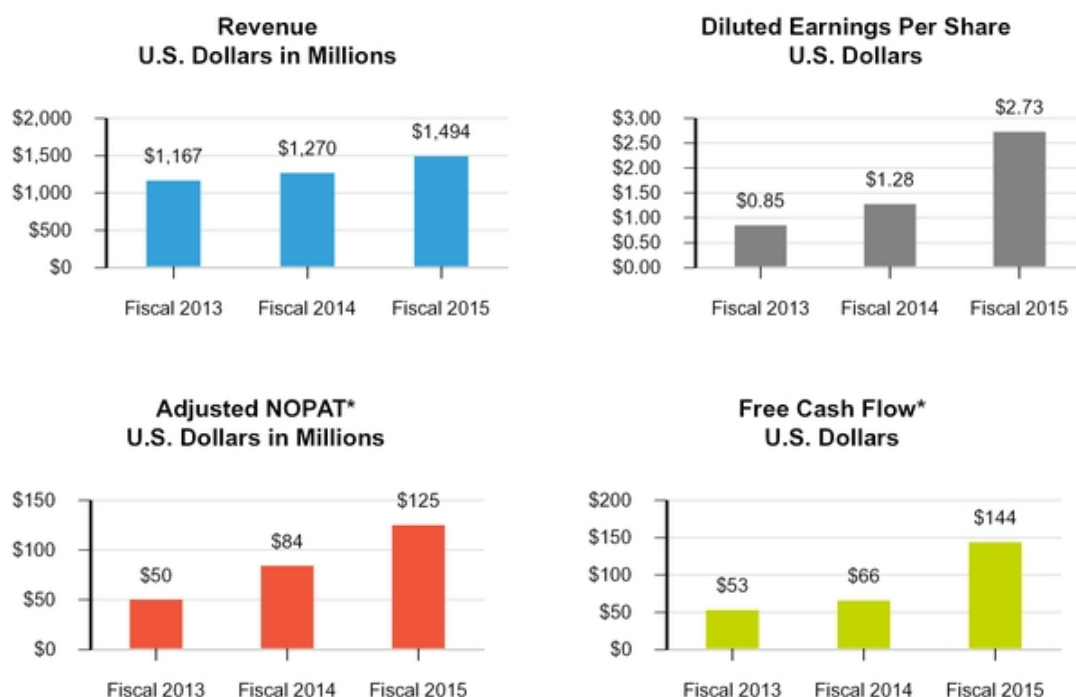 Revenue
U.S. Dollars in Millions
$2,000
$1,500
$1,000
$500
$0
$1,167
$1,270
$1,494
Fiscal 2013
Fiscal 2014
Fiscal 2015
Diluted Earnings Per Share
U.S. Dollars
$3.00
$2.50
$2.00
$1.50
$1.00
$0.50
$0.00
$0.85
$1.28
$2.73
Fiscal 2013
Fiscal 2014
Fiscal 2015
Adjusted NOPAT*
U.S. Dollars in Millions
$150
$100
$50
$0
$50
$84
$125
Fiscal 2013
Fiscal 2014
Fiscal 2015
Free Cash Flow*
U.S. Dollars
$200
$150
$100
$50
$0
$53
$66
$144
Fiscal 2013
Fiscal 2014
Fiscal 2015